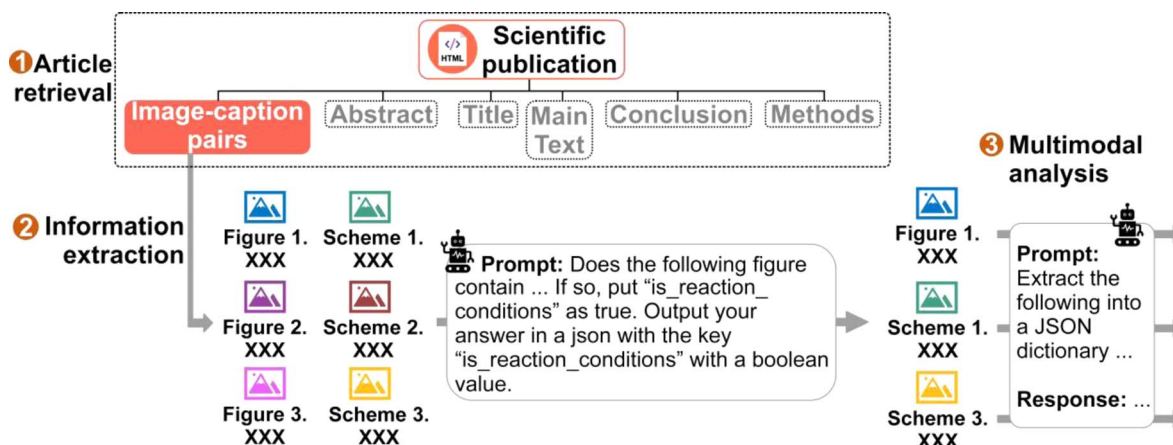 1 Article
retrieval
</> HTML
Scientific
publication
Image-caption
pairs
Abstract
Title
Main
Text
Conclusion
Methods
2 Information
extraction
Figure 1.
XXX
Scheme 1.
XXX
Figure 2.
XXX
Scheme 2.
XXX
Figure 3.
XXX
Scheme 3.
XXX
Prompt: Does the following figure
contain ... If so, put “is_reaction_
conditions” as true. Output your
answer in a json with the key
“is_reaction_conditions” with a boolean
value.
3 Multimodal
analysis
Figure 1.
XXX
Scheme 1.
XXX
Scheme 3.
XXX
Prompt:
Extract the
following into
a JSON
dictionary ...
Response: ...